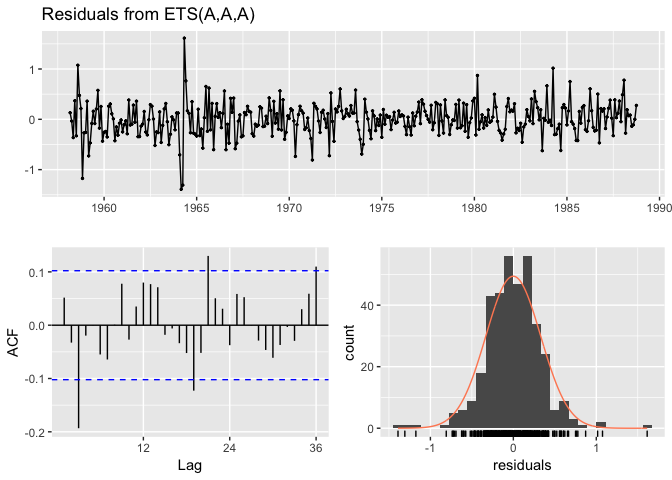 Residuals from ETS(A,A,A)
1
0
-1
1960 1965 1970 1975 1980 1985 1990
0.1
0.0
-0.1
-0.2
ACF
12 24 36
Lag
40
20
0
count
-1 0 1
residuals